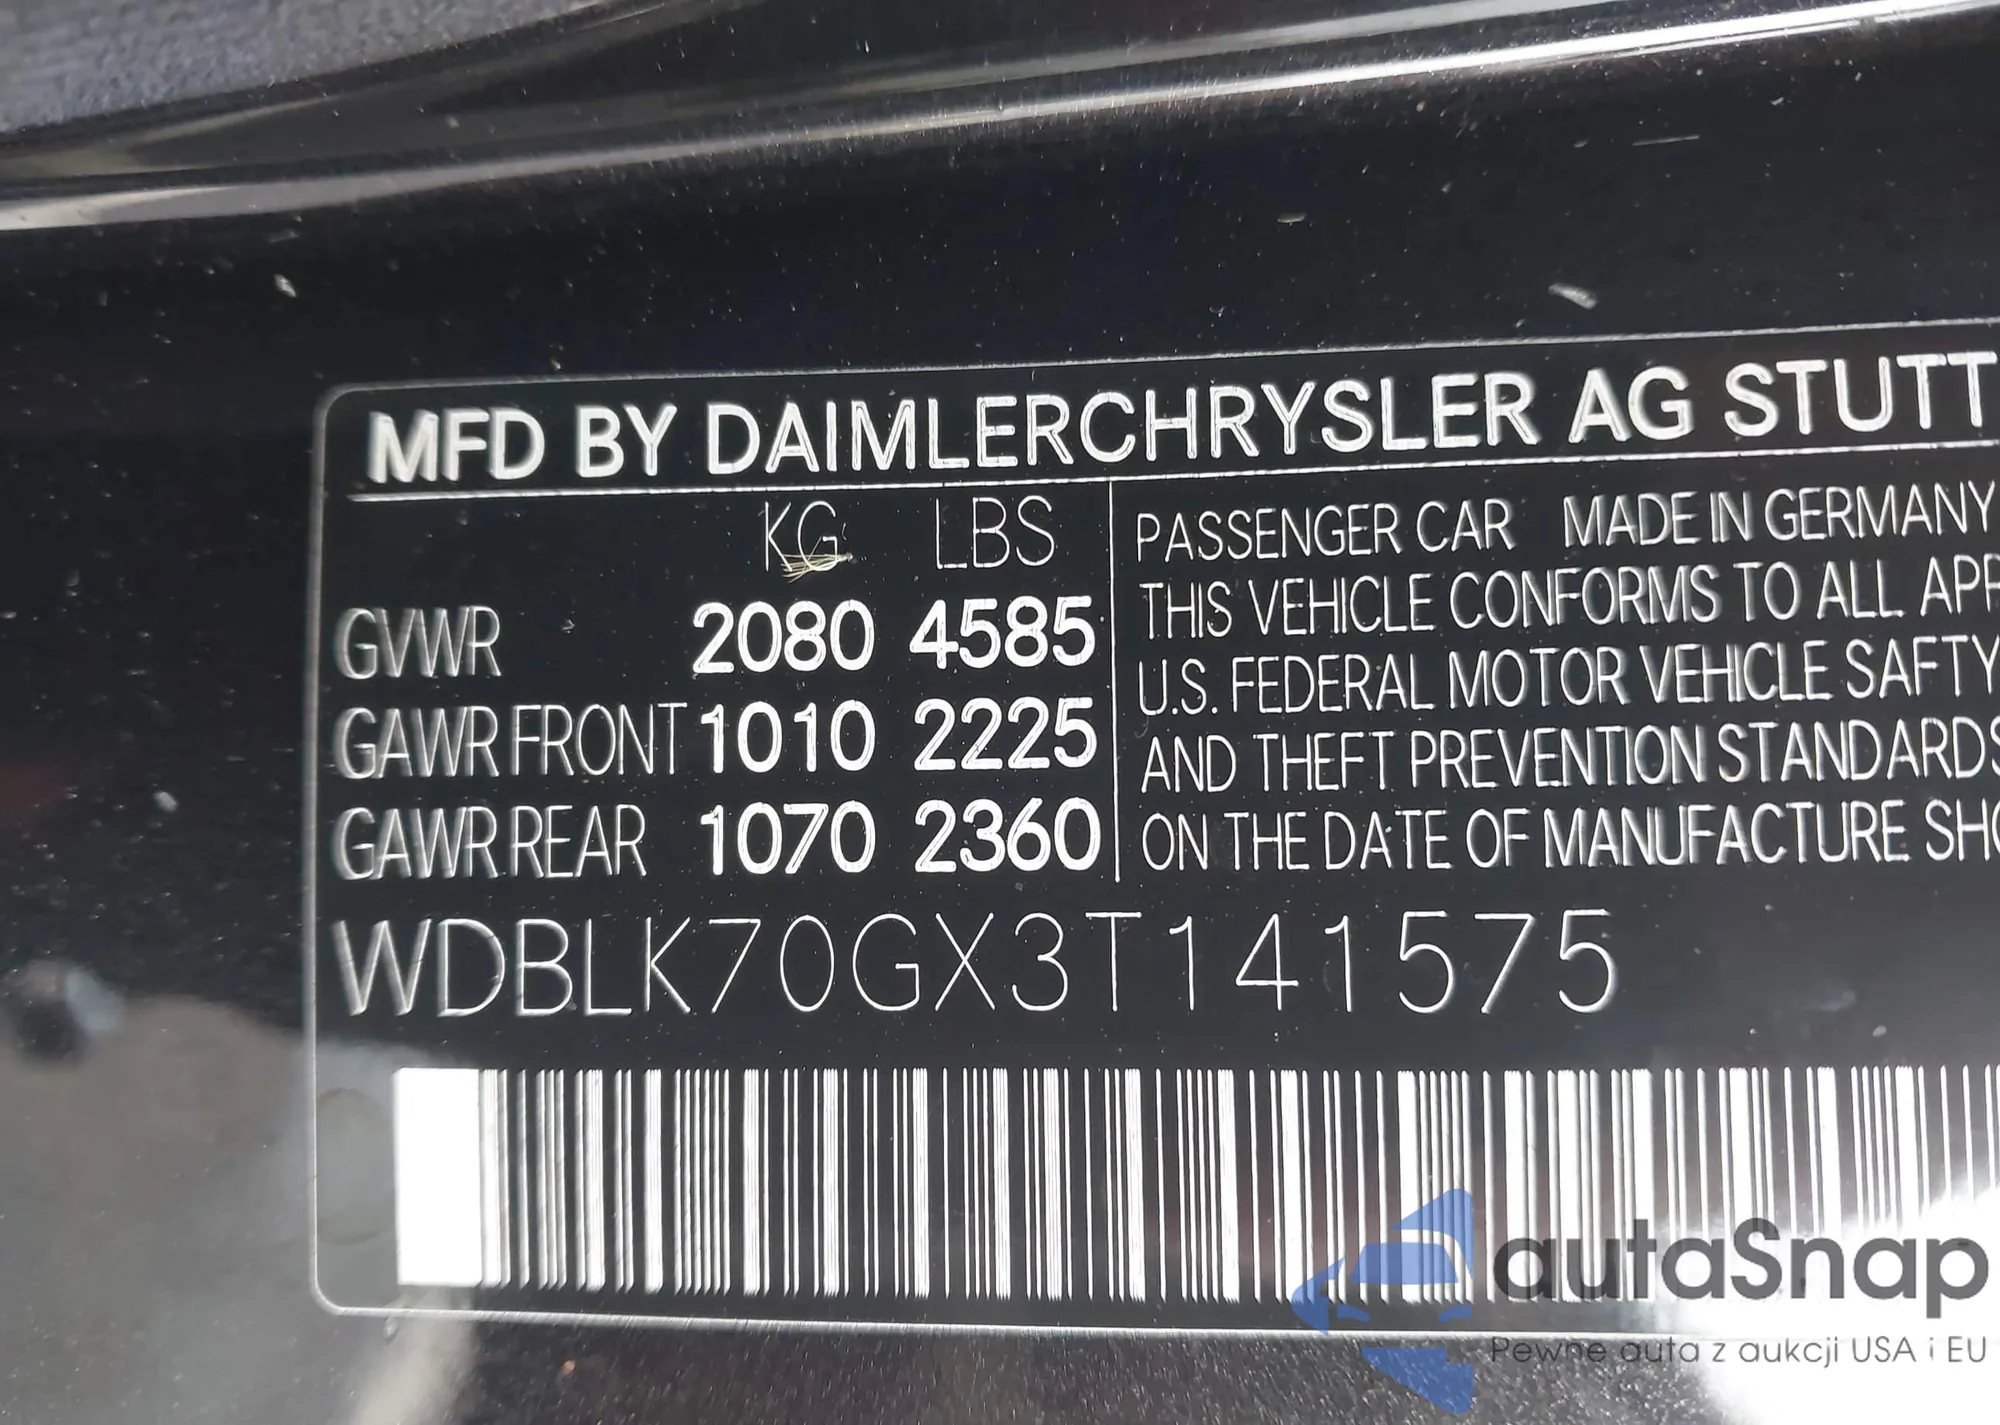 MFD BY DAIMLERCHRYSLER AG STUTT
KG LBS
GVWR 2080 4585
GAWR FRONT 1010 2225
GAWR REAR 1070 2360
PASSENGER CAR MADE IN GERMANY
THIS VEHICLE CONFORMS TO ALL APP
U.S. FEDERAL MOTOR VEHICLE SAFTY
AND THEFT PREVENTION STANDARDS
ON THE DATE OF MANUFACTURE SHO
WDBLK70GX3T141575
autaSnap
Pewne auta z aukcji USA i EU